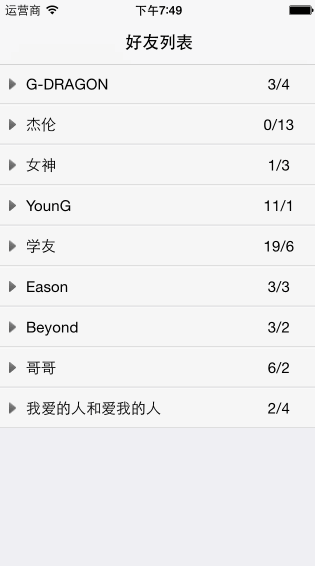 运营商 下午7:49
好友列表
G-DRAGON 3/4
杰伦 0/13
女神 1/3
YounG 11/1
学友 19/6
Eason 3/3
Beyond 3/2
哥哥 6/2
我爱的人和爱我的人 2/4